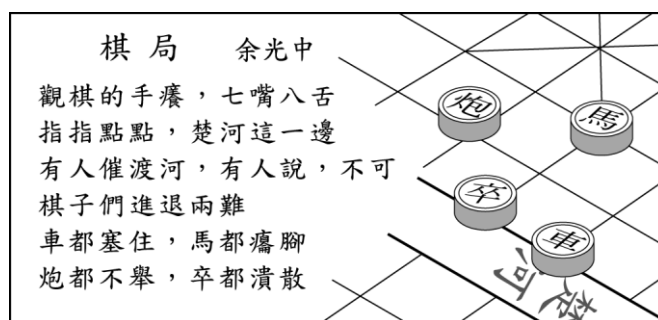 棋局 余光中
觀棋的手癢，七嘴八舌
指指點點，楚河這一邊
有人催渡河，有人說，不可
棋子們進退兩難
車都塞住，馬都癟腳
炮都不舉，卒都潰散
炮
馬
卒
車
楚河